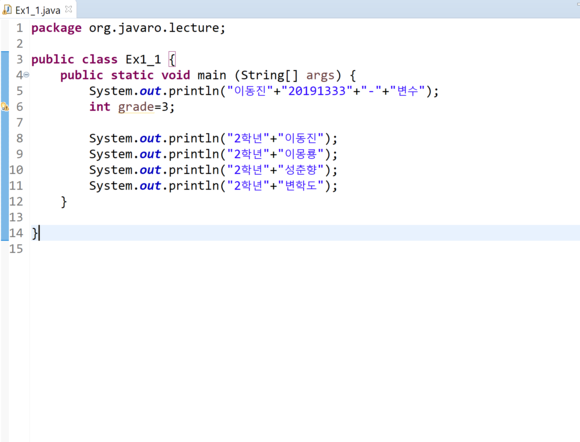 Ex1_1.java
1 package org.javaro.lecture;
2
3 public class Ex1_1 {
4 public static void main (String[] args) {
5 System.out.println("이동진"+"20191333"+"-"+"변수");
6 int grade=3;
7
8 System.out.println("2학년"+"이동진");
9 System.out.println("2학년"+"이몽룡");
10 System.out.println("2학년"+"성춘향");
11 System.out.println("2학년"+"변학도");
12 }
13
14 }
15